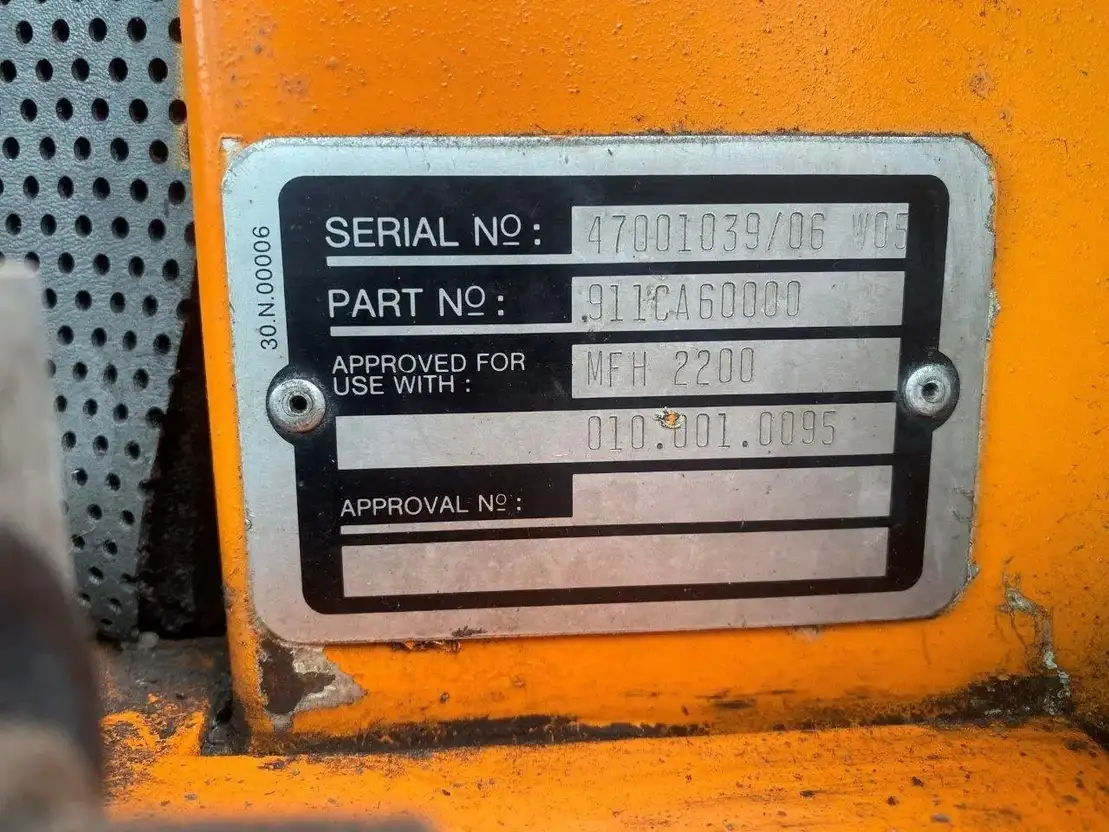 30.N.00006
SERIAL Nº: 47001039/06 W05
PART Nº: 911CA60000
APPROVED FOR
USE WITH: MFH 2200
010.001.0095
APPROVAL Nº: